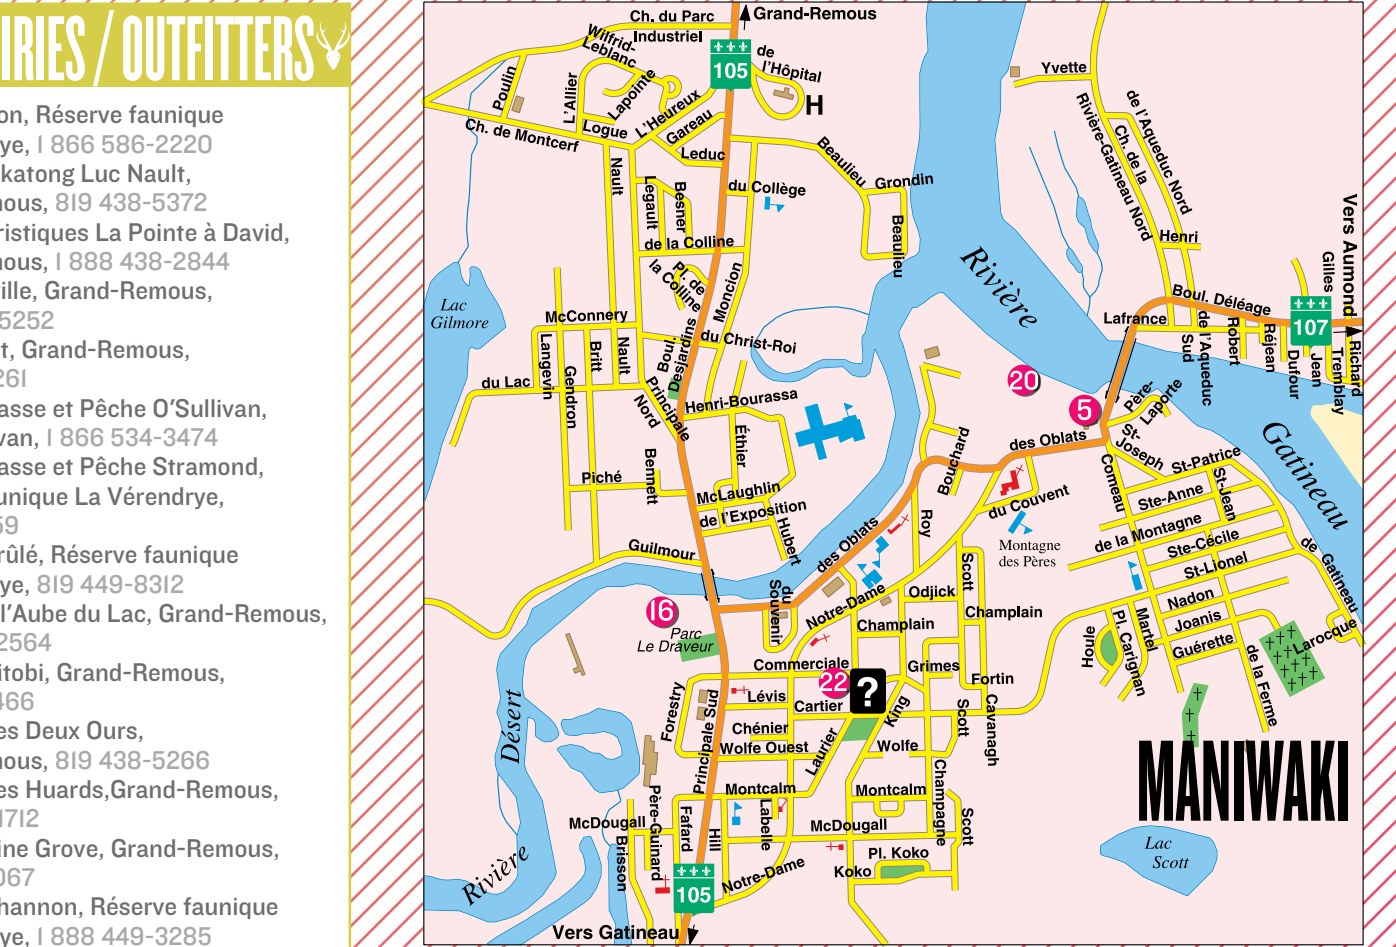 IRIES / OUTFITTERS
on, Réserve faunique
ye, 1 866 586-2220
katong Luc Nault,
nous, 819 438-5372
ristiques La Pointe à David,
nous, 1 888 438-2844
ille, Grand-Remous,
5252
t, Grand-Remous,
261
asse et Pêche O'Sullivan,
van, 1 866 534-3474
asse et Pêche Stramond,
unique La Vérendrye,
59
rûlé, Réserve faunique
ye, 819 449-8312
l'Aube du Lac, Grand-Remous,
2564
itobi, Grand-Remous,
466
es Deux Ours,
nous, 819 438-5266
es Huards,Grand-Remous,
1712
ine Grove, Grand-Remous,
067
hannon, Réserve faunique
ye, 1 888 449-3285
Grand-Remous
Ch. du Parc
Industriel
105
de
l'Hôpital
H
Wilfrid-
Leblanc
Poulin
L'Allier
Lapointe
L'Heureux
Logue
Gareau
Ch. de Montcerf
Leduc
Nault
Legault
Besner
du Collège
Beaulieu
Grondin
Beaulieu
de la Colline
Pl. de
la Colline
Moncion
Yvette
Rivière-Gatineau Nord
Ch. de la
de l'Aqueduc Nord
Henri
Vers Aumond
Gilles
Boul. Déléage
107
Lafrance
de l'Aqueduc
Sud
Robert
Réjean
Dufour
Jean
Tremblay
Richard
Rivière
Gatineau
Lac
Gilmore
McConnery
Langevin
Gendron
Britt
Nault
Boul.
Desjardins
du Christ-Roi
du Lac
Principale
Nord
Henri-Bourassa
Éthier
Piché
Bennett
McLaughlin
de l'Exposition
Hubert
Guilmour
20
5
Père-
Laporte
des Oblats
St-
Joseph
Bouchard
Comeau
St-Patrice
St-Jean
Ste-Anne
de la Montagne
Ste-Cécile
St-Lionel
Nadon
Joanis
Guérette
de Gatineau
Larocque
de la Ferme
Martel
Pl. Carignan
Houle
du Couvent
Montagne
des Pères
Roy
des Oblats
du
Souvenir
Notre-Dame
Odjick
Scott
Champlain
Champlain
16
Parc
Le Draveur
Commerciale
22
?
Grimes
Fortin
Lévis
Cartier
King
Scott
Cavanagh
Chénier
Wolfe Ouest
Laurier
Wolfe
Forestry
Principale Sud
Montcalm
Montcalm
Champagne
Labelle
McDougall
McDougall
Scott
Père-Guinard
Brisson
Fafard
Hill
105
Notre-Dame
Pl. Koko
Koko
Vers Gatineau
Rivière
Désert
MANIWAKI
Lac
Scott